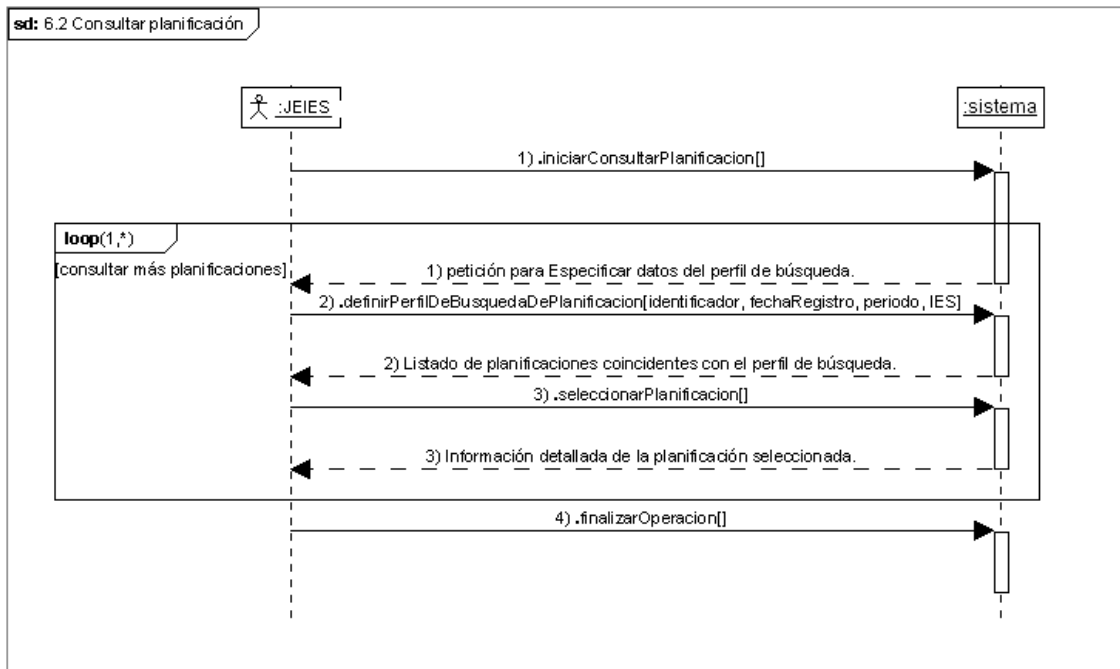 sd: 6.2 Consultar planificación
:JEIES
:sistema
1) .iniciarConsultarPlanificacion[]
loop(1,*)
[consultar más planificaciones]
1) petición para Especificar datos del perfil de búsqueda.
2) .definirPerfilDeBusquedaDePlanificacion[identificador, fechaRegistro, periodo, IES]
2) Listado de planificaciones coincidentes con el perfil de búsqueda.
3) .seleccionarPlanificacion[]
3) Información detallada de la planificación seleccionada.
4) .finalizarOperacion[]